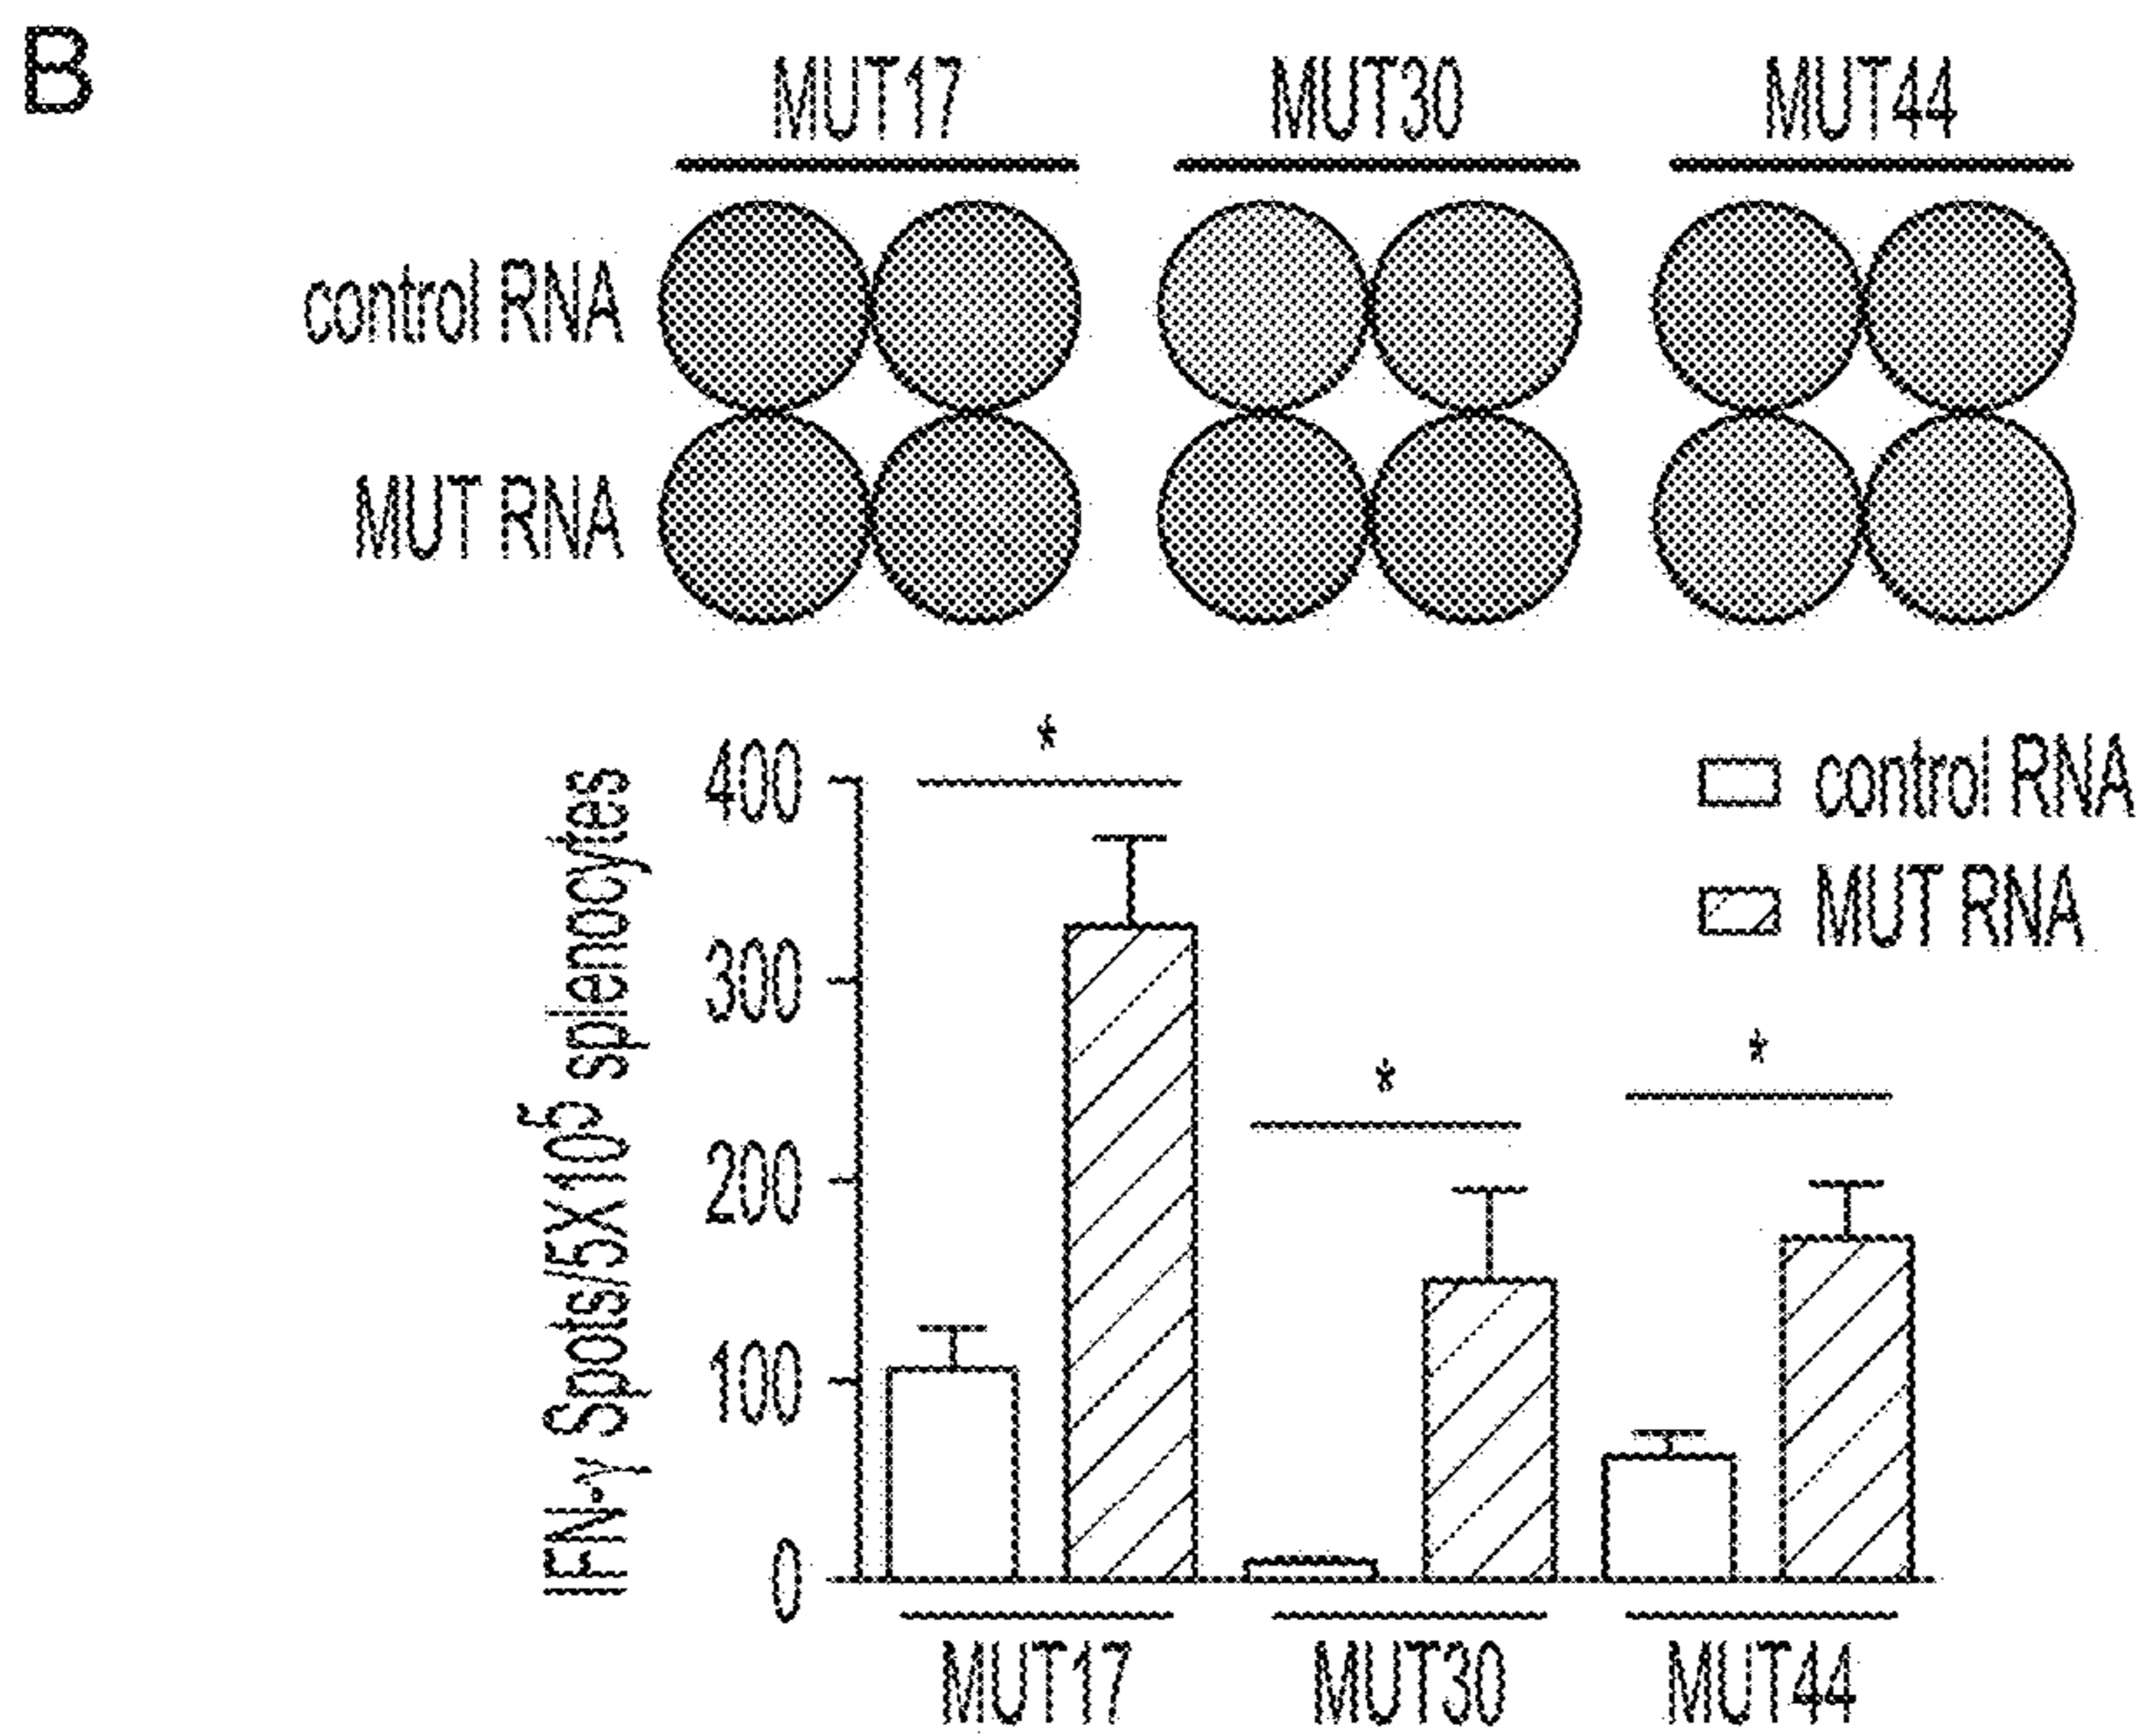 B
MUT17 MUT30 MUT44
control RNA
MUT RNA
* * *
control RNA
MUT RNA
IFN-γ Spots/5X10⁵ splenocytes
400
300
200
100
0
MUT17 MUT30 MUT44